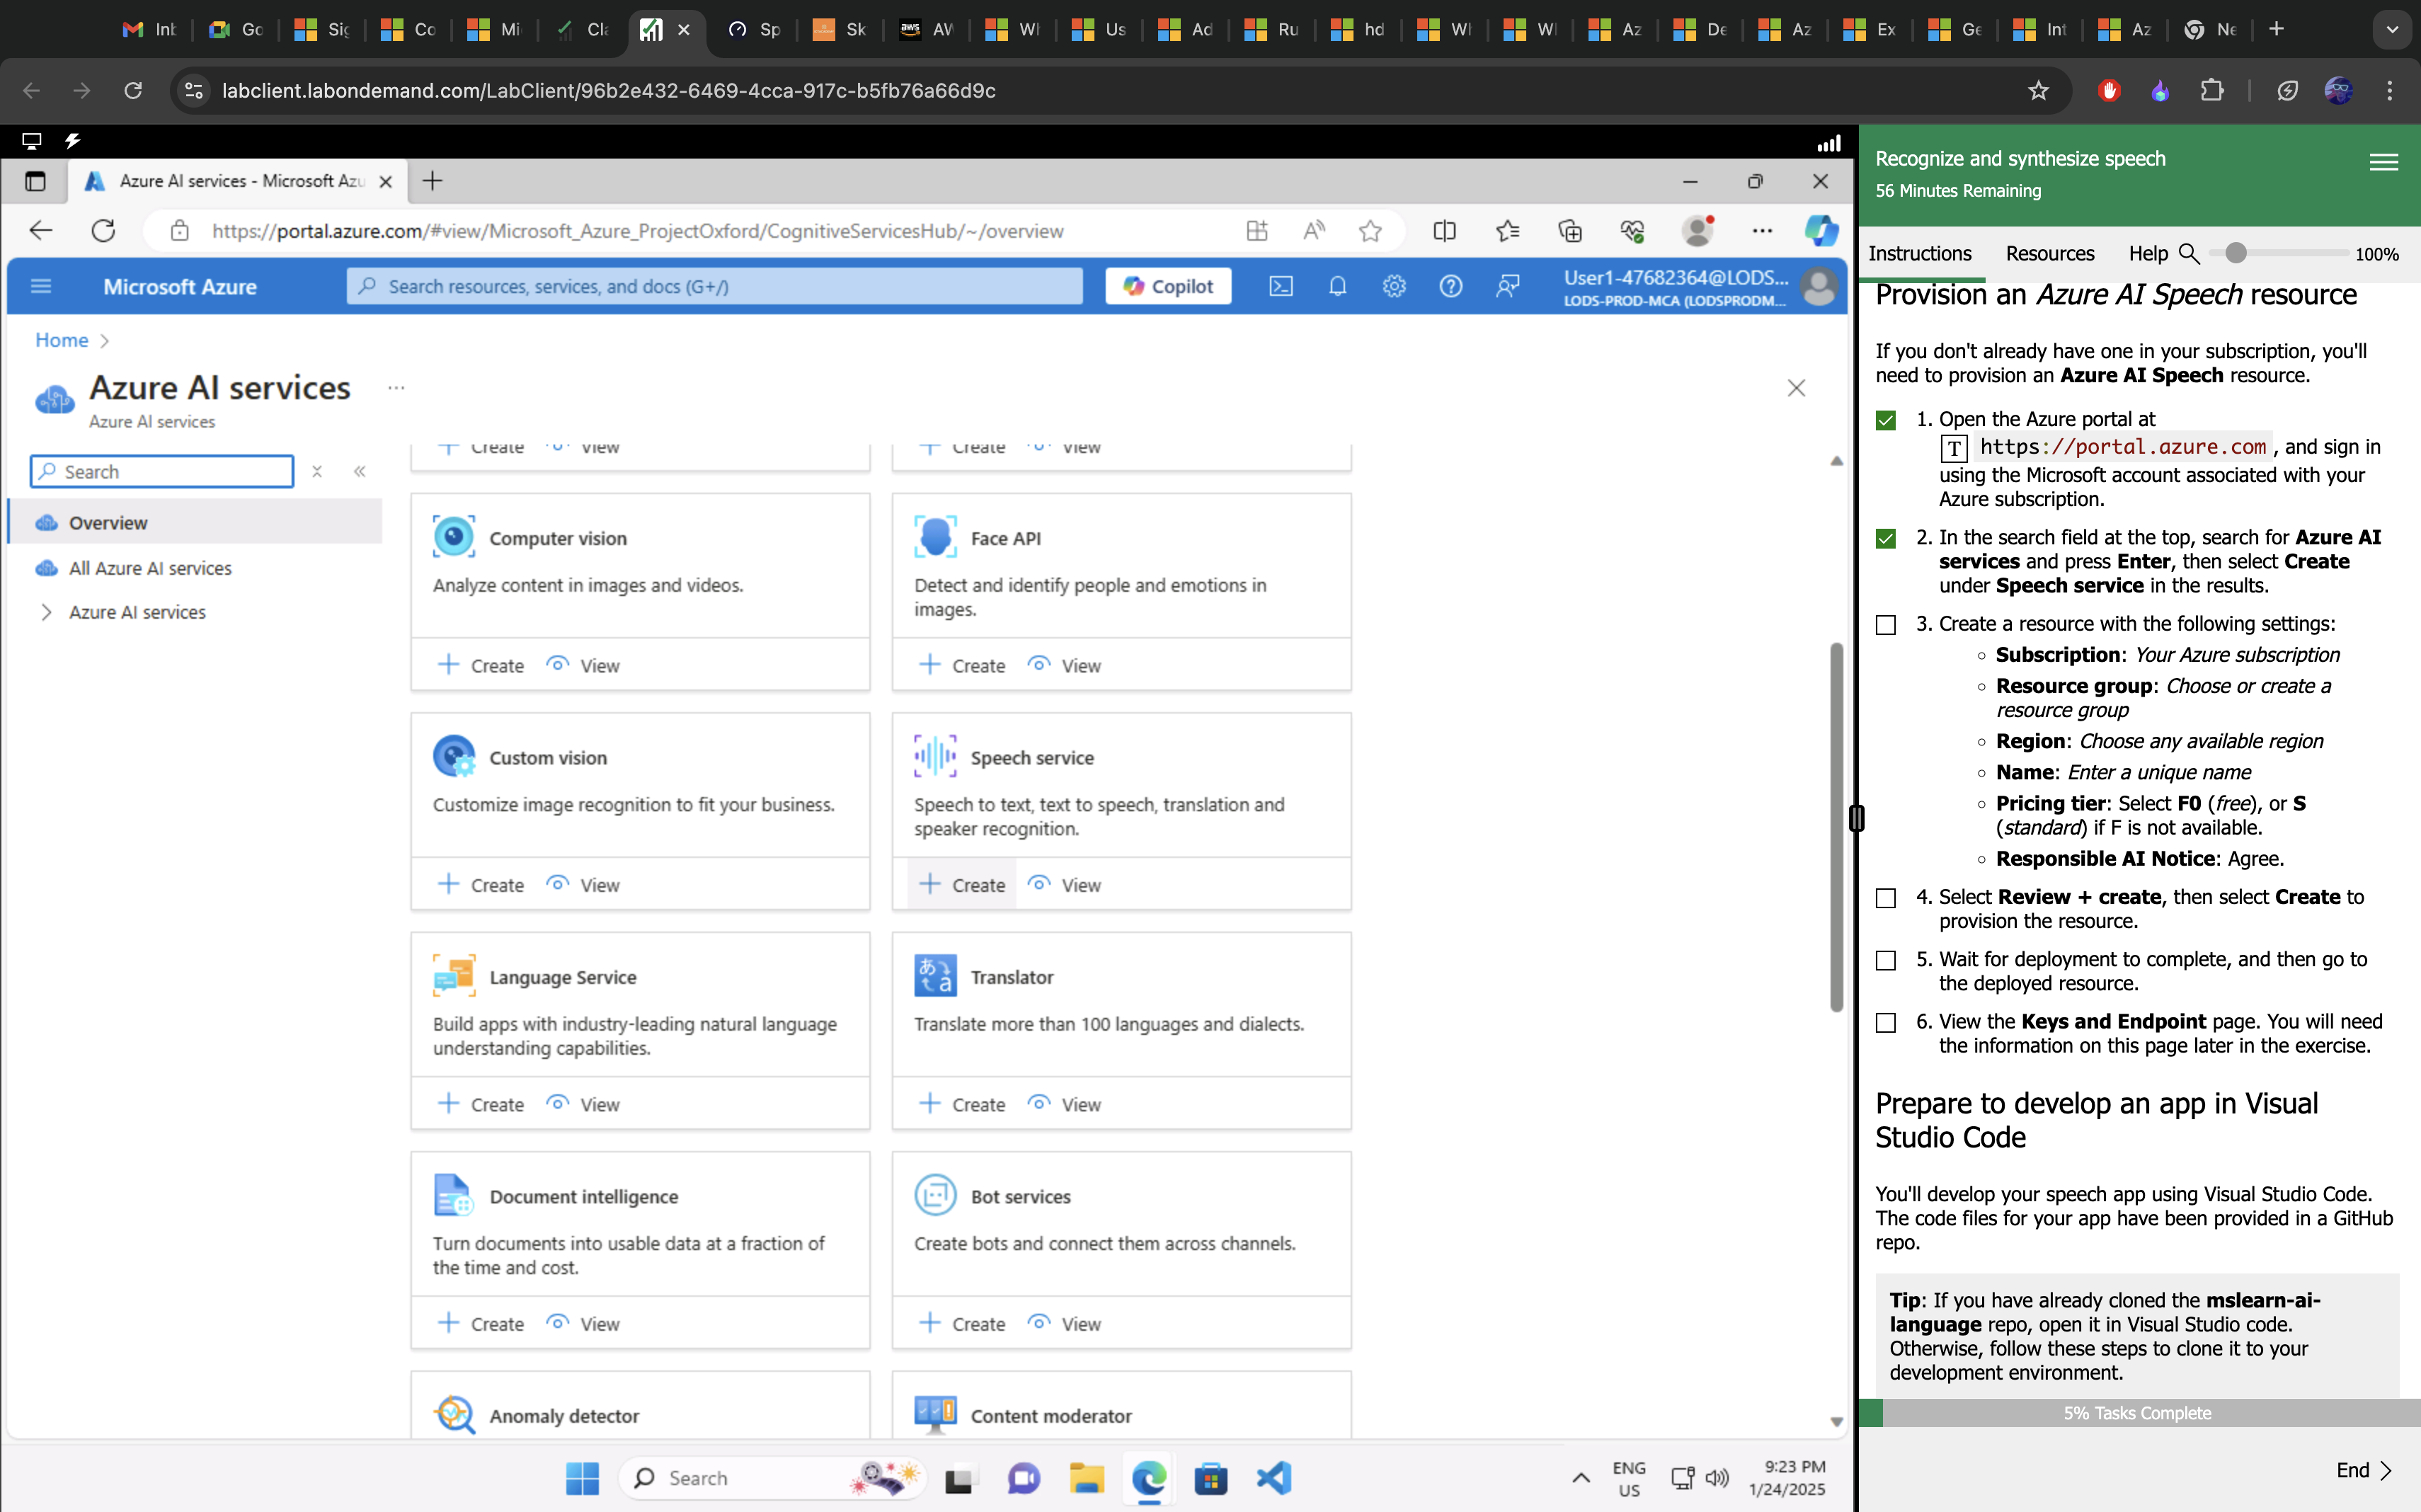 Inb
Go
Sig
Co
Mi
Cla
Sp
Sk
aws
AW
Wh
Us
Ad
Ru
hd
Wh
Wh
Az
De
Az
Ex
Ge
Int
Az
Ne
labclient.labondemand.com/LabClient/96b2e432-6469-4cca-917c-b5fb76a66d9c
Azure AI services - Microsoft Azu
https://portal.azure.com/#view/Microsoft_Azure_ProjectOxford/CognitiveServicesHub/~/overview
Microsoft Azure
Search resources, services, and docs (G+/)
Copilot
User1-47682364@LODS...
LODS-PROD-MCA (LODSPRODM...
Home
Azure AI services
...
Azure AI services
Search
Overview
All Azure AI services
Azure AI services
Create View
Create View
Computer vision
Analyze content in images and videos.
Create View
Face API
Detect and identify people and emotions in
images.
Create View
Custom vision
Customize image recognition to fit your business.
Create View
Speech service
Speech to text, text to speech, translation and
speaker recognition.
Create View
Language Service
Build apps with industry-leading natural language
understanding capabilities.
Create View
Translator
Translate more than 100 languages and dialects.
Create View
Document intelligence
Turn documents into usable data at a fraction of
the time and cost.
Create View
Bot services
Create bots and connect them across channels.
Create View
Anomaly detector
Content moderator
Search
ENG
US
9:23 PM
1/24/2025
Recognize and synthesize speech
56 Minutes Remaining
Instructions Resources Help 100%
Provision an Azure AI Speech resource
If you don't already have one in your subscription, you'll
need to provision an Azure AI Speech resource.
1. Open the Azure portal at
T https://portal.azure.com , and sign in
using the Microsoft account associated with your
Azure subscription.
2. In the search field at the top, search for Azure AI
services and press Enter, then select Create
under Speech service in the results.
3. Create a resource with the following settings:
Subscription: Your Azure subscription
Resource group: Choose or create a
resource group
Region: Choose any available region
Name: Enter a unique name
Pricing tier: Select F0 (free), or S
(standard) if F is not available.
Responsible AI Notice: Agree.
4. Select Review + create, then select Create to
provision the resource.
5. Wait for deployment to complete, and then go to
the deployed resource.
6. View the Keys and Endpoint page. You will need
the information on this page later in the exercise.
Prepare to develop an app in Visual
Studio Code
You'll develop your speech app using Visual Studio Code.
The code files for your app have been provided in a GitHub
repo.
Tip: If you have already cloned the mslearn-ai-
language repo, open it in Visual Studio code.
Otherwise, follow these steps to clone it to your
development environment.
5% Tasks Complete
End